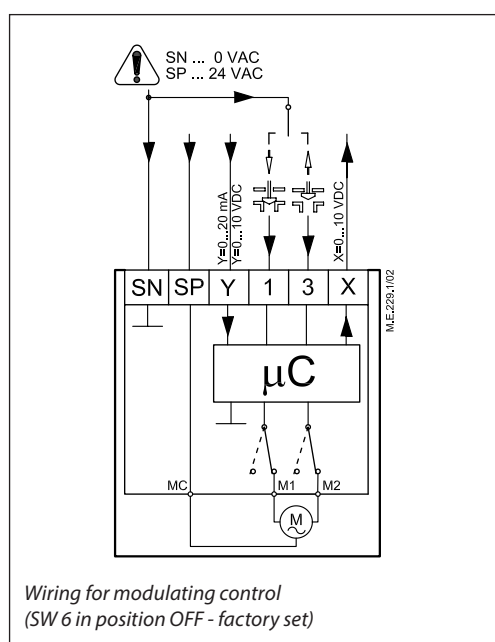 SN ... 0 VAC
SP ... 24 VAC
Y=0...20 mA
Y=0...10 VDC
X=0...10 VDC
SN SP Y 1 3 X
M.E.229.1/02
µC
MC M1 M2
M
Wiring for modulating control
(SW 6 in position OFF - factory set)